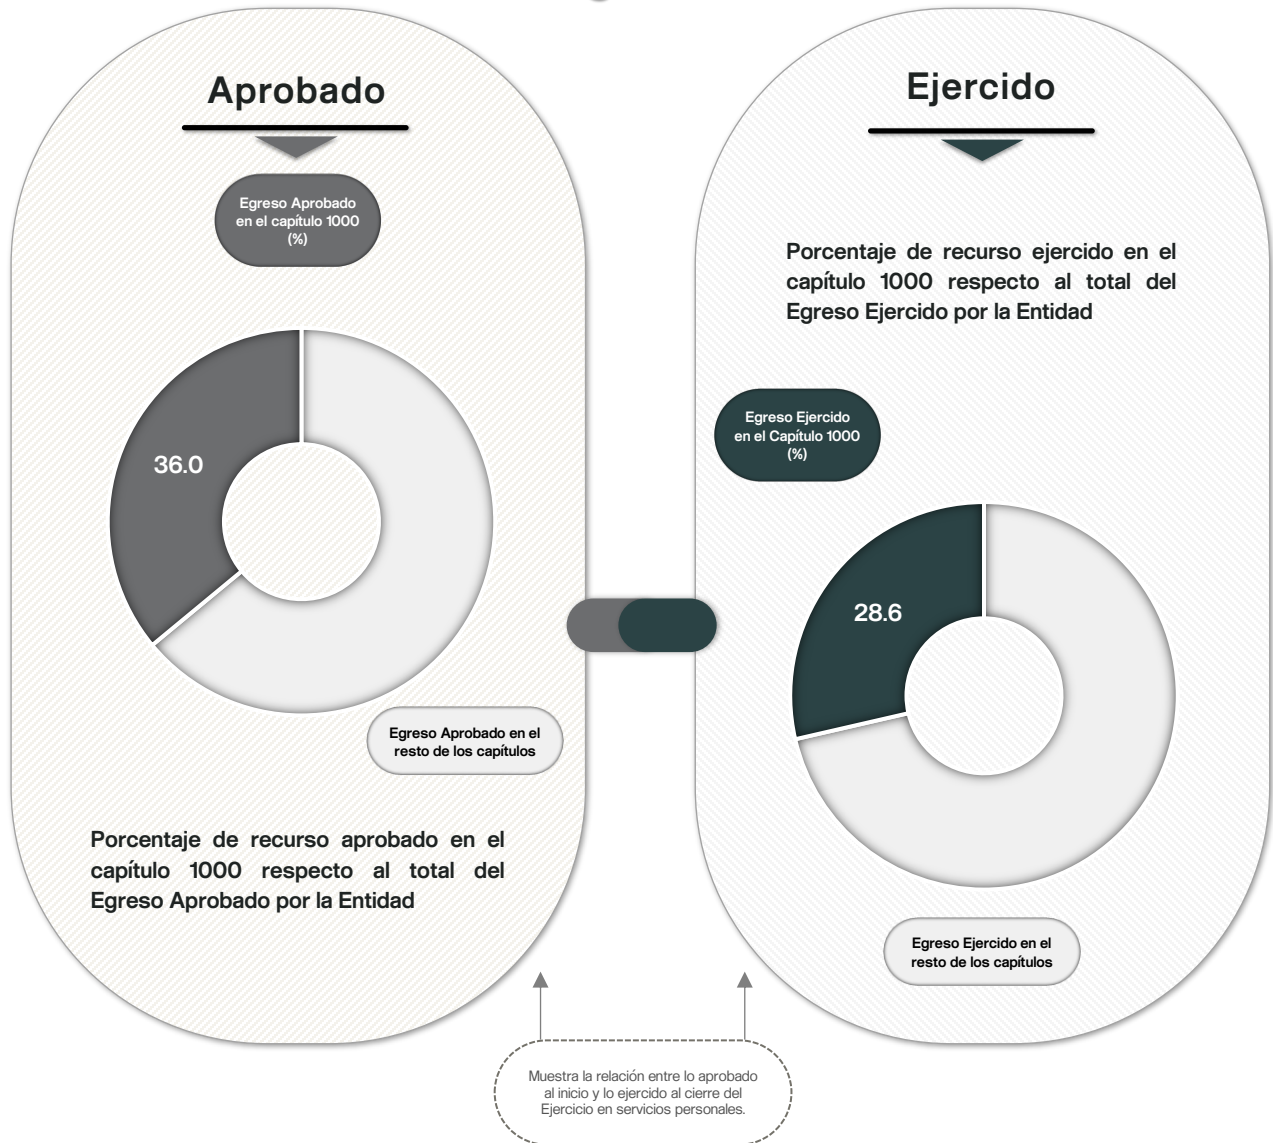 Aprobado
Egreso Aprobado
en el capítulo 1000
(%)
36.0
Egreso Aprobado en el
resto de los capítulos
Porcentaje de recurso aprobado en el
capítulo 1000 respecto al total del
Egreso Aprobado por la Entidad
Ejercido
Porcentaje de recurso ejercido en el
capítulo 1000 respecto al total del
Egreso Ejercido por la Entidad
Egreso Ejercido
en el Capítulo 1000
(%)
28.6
Egreso Ejercido en el
resto de los capítulos
Muestra la relación entre lo aprobado
al inicio y lo ejercido al cierre del
Ejercicio en servicios personales.